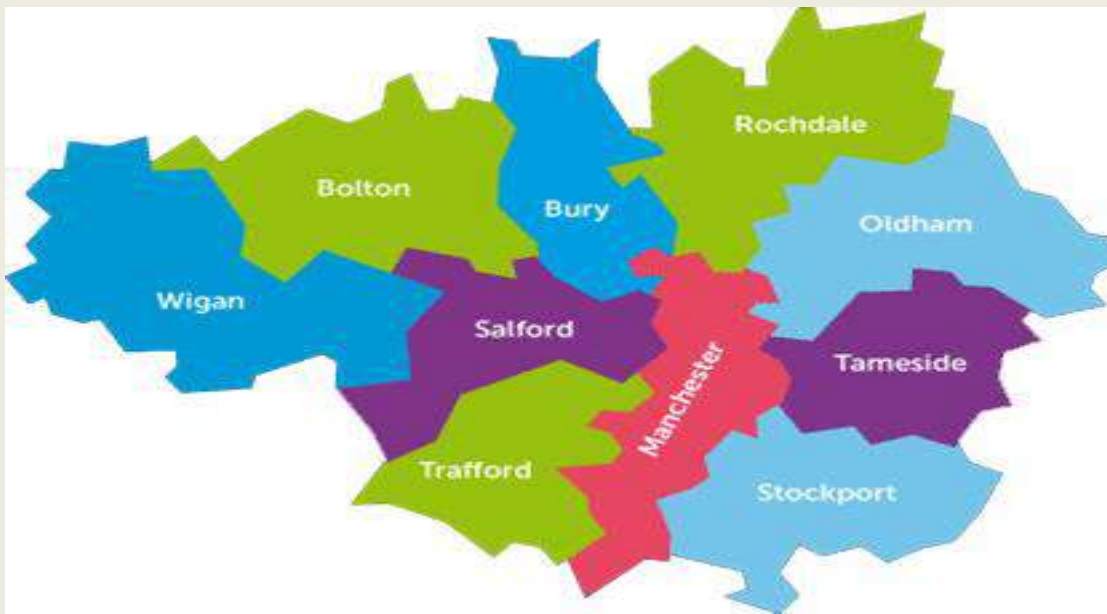 Rochdale
Bolton
Bury
Oldham
Wigan
Salford
Manchester
Tameside
Trafford
Stockport